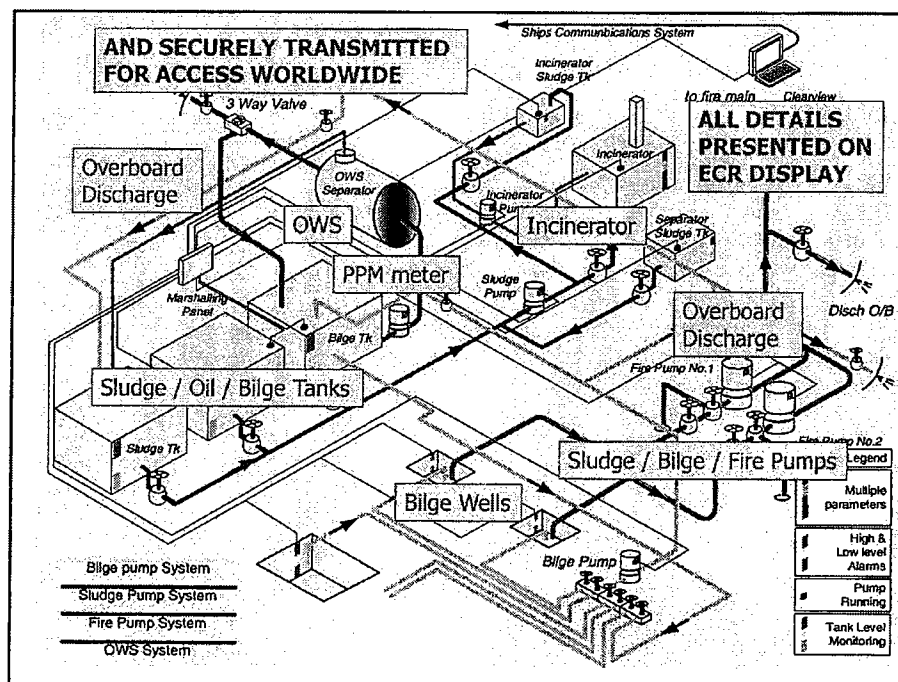 Ships Communications System
AND SECURELY TRANSMITTED
FOR ACCESS WORLDWIDE
Incinerator
Sludge Tk
3 Way Valve
to fire main
Clearview
ALL DETAILS
PRESENTED ON
ECR DISPLAY
Overboard
Discharge
OWS
Separator
Incinerator
Incinerator
OWS
Incinerator
Separator
Sludge Tk
PPM meter
Sludge
Pump
Marshalling
Panel
Overboard
Discharge
Disch O/B
Bilge Tk
Fire Pump No.1
Sludge / Oil / Bilge Tanks
Sludge Tk
Fire Pump No.2
Sludge / Bilge / Fire Pumps
Legend
Bilge Wells
Multiple
parameters
High &
Low level
Alarms
Bilge Pump
Pump
Running
Tank Level
Monitoring
Bilge pump System
Sludge Pump System
Fire Pump System
OWS System